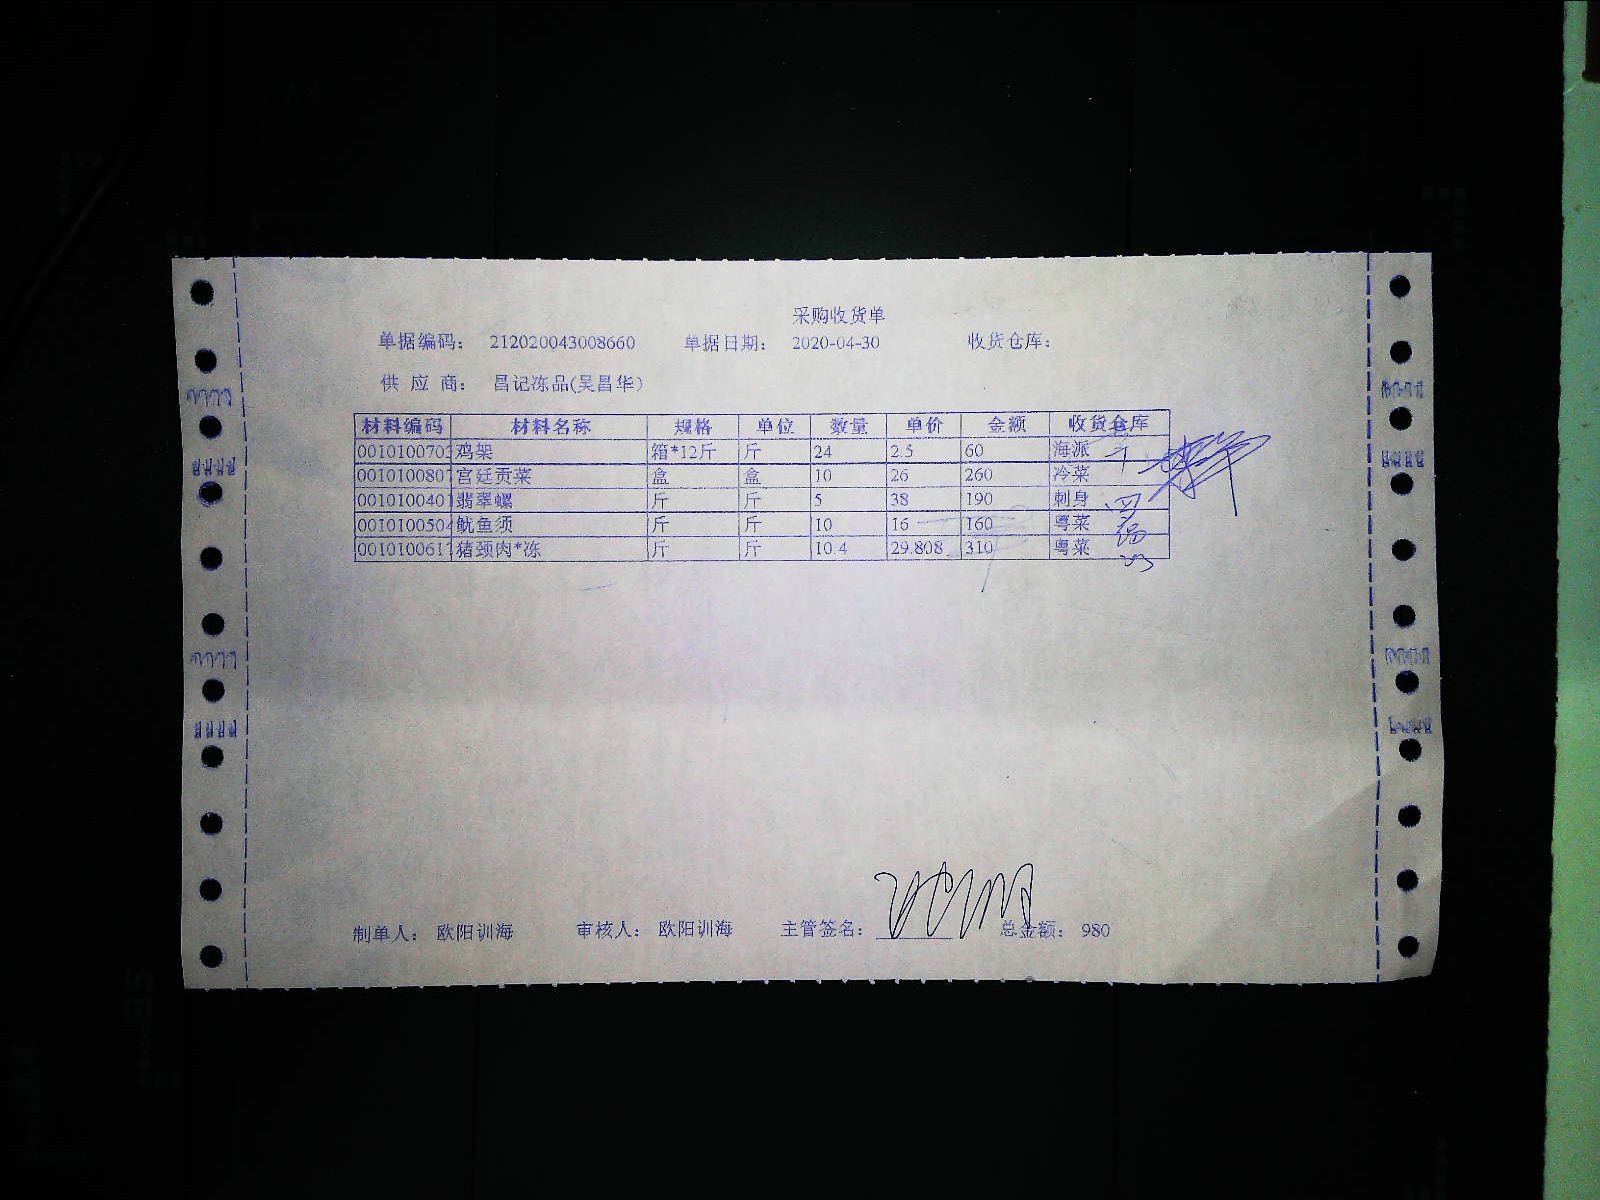 采购收货单
单据编码： 212020043008660 单据日期： 2020-04-30 收货仓库：
供 应 商： 昌记冻品(吴昌华)
材料编码 材料名称 规格 单位 数量 单价 金额 收货仓库
0010100702 鸡架 箱*12斤 斤 24 2.5 60 海派
0010100807 宫廷贡菜 盒 盒 10 26 260 冷菜
0010100401 翡翠螺 斤 斤 5 38 190 刺身
0010100504 鱿鱼须 斤 斤 10 16 160 粤菜
0010100617 猪颈肉*冻 斤 斤 10.4 29.808 310 粤菜
制单人： 欧阳训海 审核人： 欧阳训海 主管签名： 总金额： 980